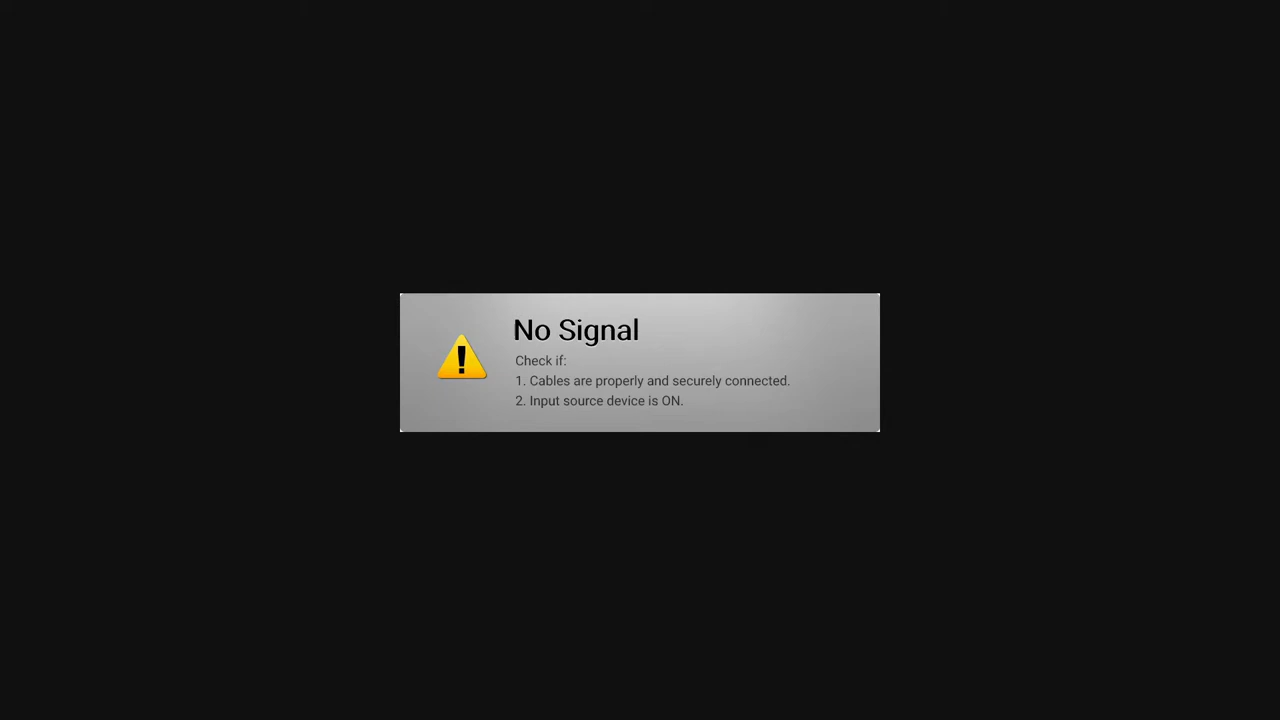 No Signal
Check if:
1. Cables are properly and securely connected.
2. Input source device is ON.